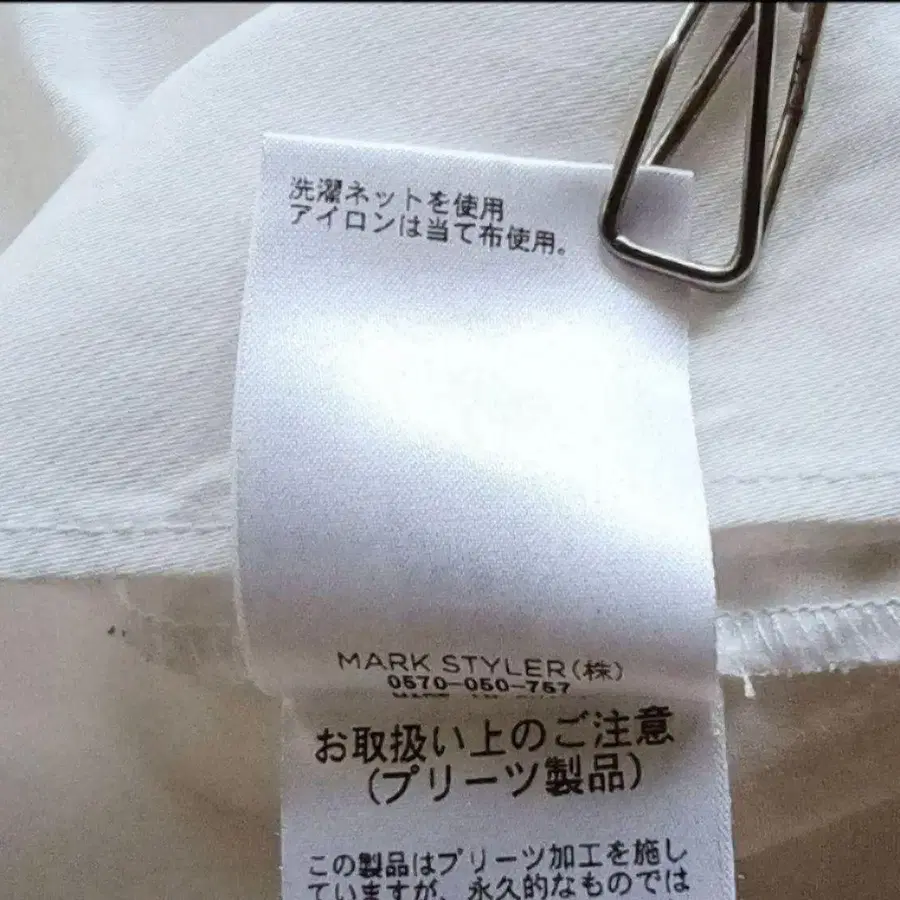 洗濯ネットを使用
アイロンは当て布使用。
MARK STYLER(株)
0570-050-757
お取扱い上のご注意
(プリーツ製品)
この製品はプリーツ加工を施し
ていますが、永久的なものでは